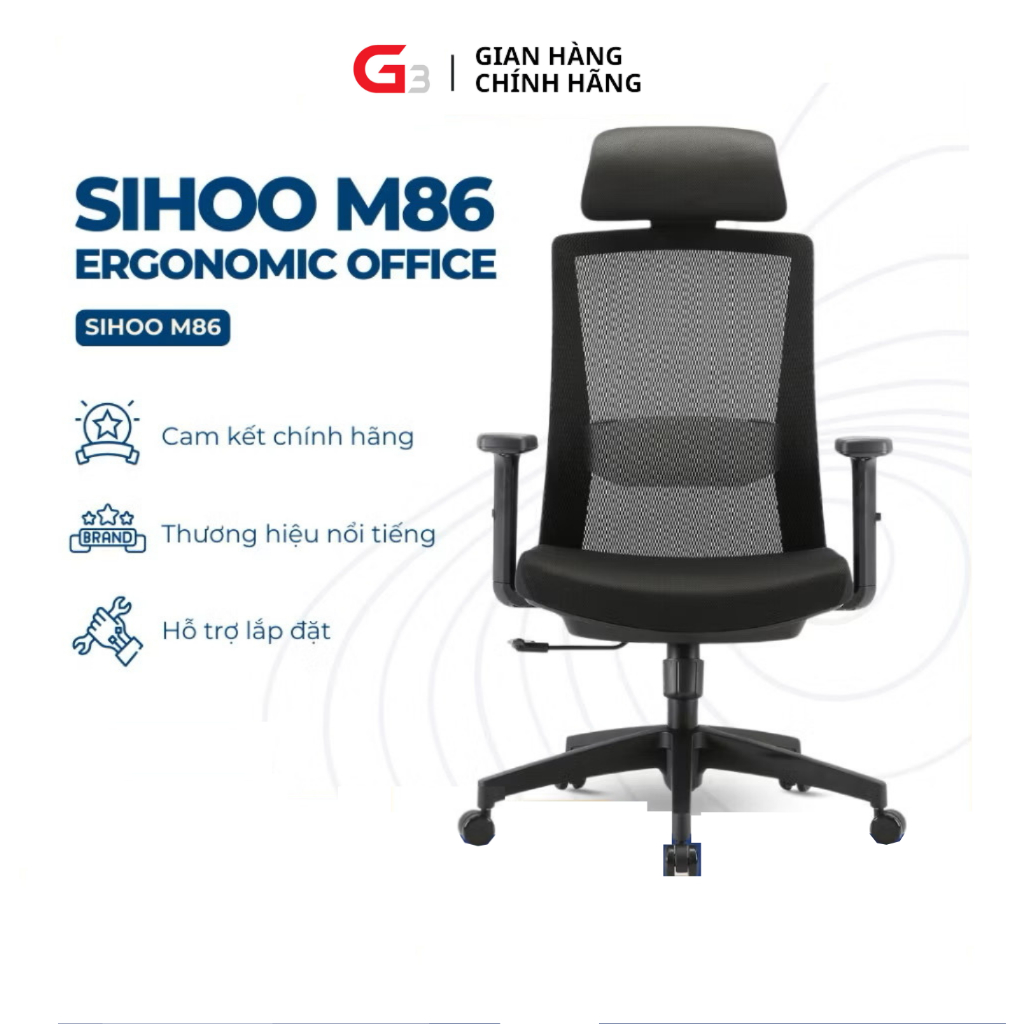 G3
GIAN HÀNG
CHÍNH HÃNG
SIHOO M86
ERGONOMIC OFFICE
SIHOO M86
Cam kết chính hãng
BRAND
Thương hiệu nổi tiếng
Hỗ trợ lắp đặt